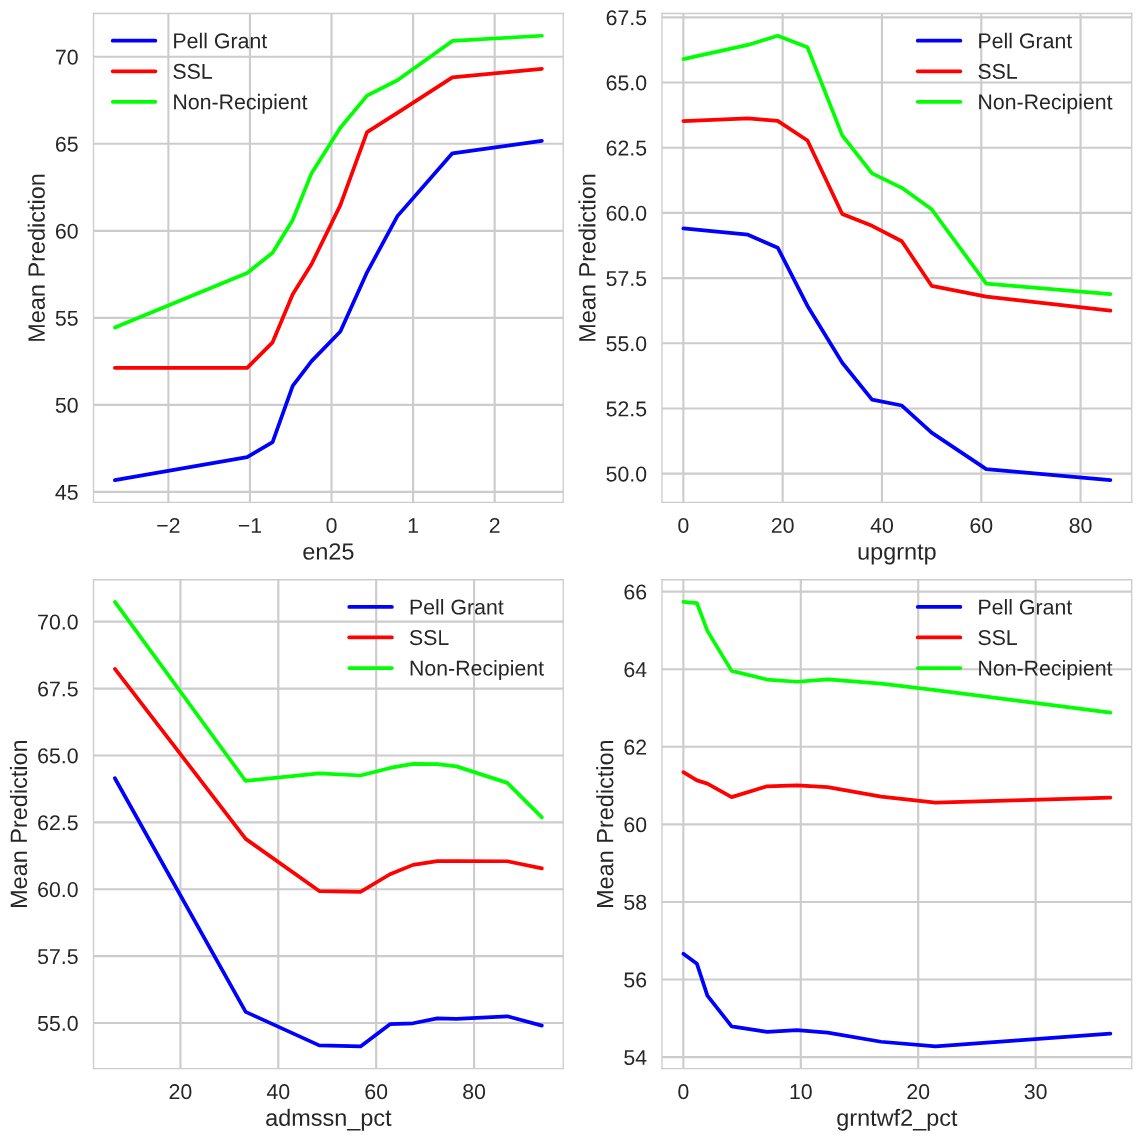 Mean Prediction
70
65
60
55
50
45
Pell Grant
SSL
Non-Recipient
−2 −1 0 1 2
en25
Mean Prediction
67.5
65.0
62.5
60.0
57.5
55.0
52.5
50.0
Pell Grant
SSL
Non-Recipient
0 20 40 60 80
upgrntp
Mean Prediction
70.0
67.5
65.0
62.5
60.0
57.5
55.0
Pell Grant
SSL
Non-Recipient
20 40 60 80
admssn_pct
Mean Prediction
66
64
62
60
58
56
54
Pell Grant
SSL
Non-Recipient
0 10 20 30
grntwf2_pct